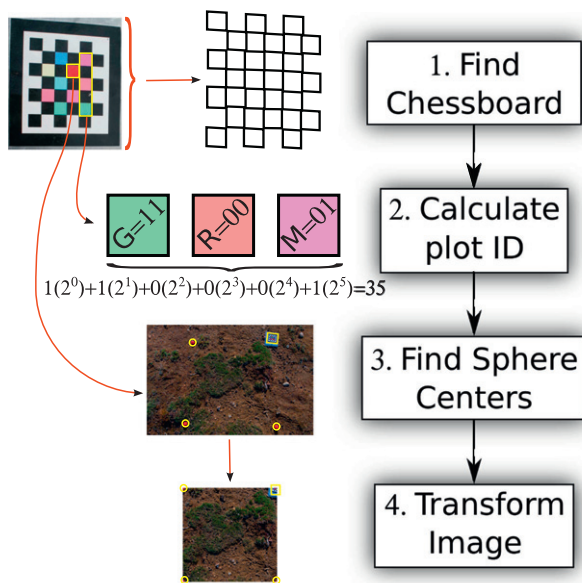 1. Find
Chessboard
2. Calculate
plot ID
G=11
R=00
M=01
1(2⁰)+1(2¹)+0(2²)+0(2³)+0(2⁴)+1(2⁵)=35
3. Find Sphere
Centers
4. Transform
Image